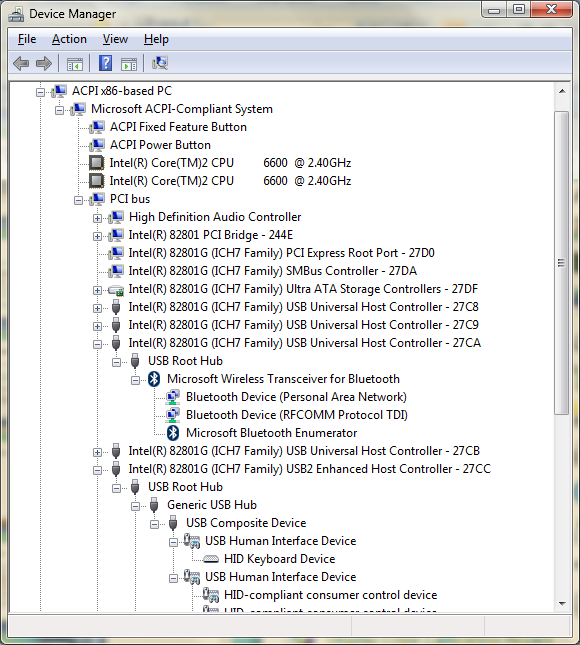 Device Manager
File Action View Help
ACPI x86-based PC
Microsoft ACPI-Compliant System
ACPI Fixed Feature Button
ACPI Power Button
Intel(R) Core(TM)2 CPU 6600 @ 2.40GHz
Intel(R) Core(TM)2 CPU 6600 @ 2.40GHz
PCI bus
High Definition Audio Controller
Intel(R) 82801 PCI Bridge - 244E
Intel(R) 82801G (ICH7 Family) PCI Express Root Port - 27D0
Intel(R) 82801G (ICH7 Family) SMBus Controller - 27DA
Intel(R) 82801G (ICH7 Family) Ultra ATA Storage Controllers - 27DF
Intel(R) 82801G (ICH7 Family) USB Universal Host Controller - 27C8
Intel(R) 82801G (ICH7 Family) USB Universal Host Controller - 27C9
Intel(R) 82801G (ICH7 Family) USB Universal Host Controller - 27CA
USB Root Hub
Microsoft Wireless Transceiver for Bluetooth
Bluetooth Device (Personal Area Network)
Bluetooth Device (RFCOMM Protocol TDI)
Microsoft Bluetooth Enumerator
Intel(R) 82801G (ICH7 Family) USB Universal Host Controller - 27CB
Intel(R) 82801G (ICH7 Family) USB2 Enhanced Host Controller - 27CC
USB Root Hub
Generic USB Hub
USB Composite Device
USB Human Interface Device
HID Keyboard Device
USB Human Interface Device
HID-compliant consumer control device
HID-compliant consumer control device